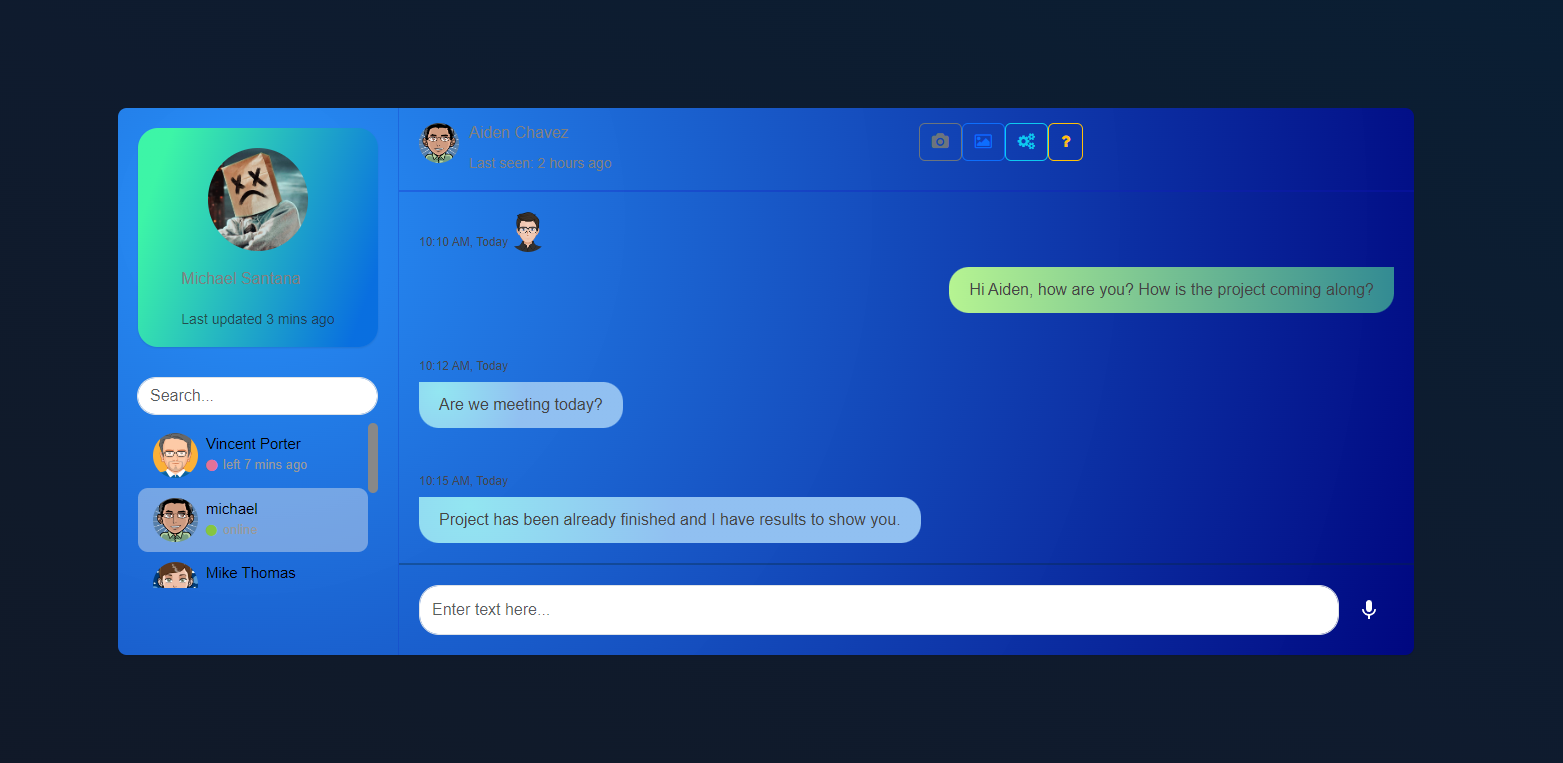 Michael Santana
Last updated 3 mins ago
Search...
Vincent Porter
left 7 mins ago
michael
online
Mike Thomas
Aiden Chavez
Last seen: 2 hours ago
?
10:10 AM, Today
Hi Aiden, how are you? How is the project coming along?
10:12 AM, Today
Are we meeting today?
10:15 AM, Today
Project has been already finished and I have results to show you.
Enter text here...